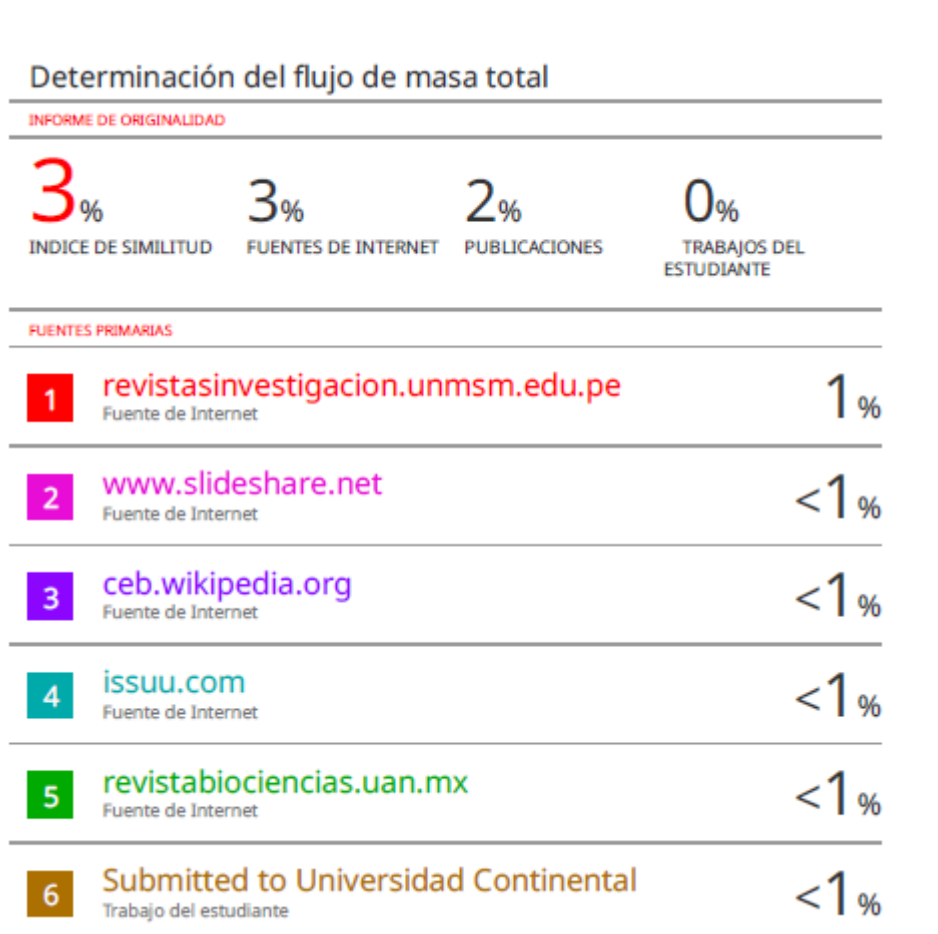 Determinación del flujo de masa total
INFORME DE ORIGINALIDAD
3% 3% 2% 0%
INDICE DE SIMILITUD FUENTES DE INTERNET PUBLICACIONES TRABAJOS DEL
ESTUDIANTE
FUENTES PRIMARIAS
1 revistasinvestigacion.unmsm.edu.pe 1%
Fuente de Internet
2 www.slideshare.net <1%
Fuente de Internet
3 ceb.wikipedia.org <1%
Fuente de Internet
4 issuu.com <1%
Fuente de Internet
5 revistabiociencias.uan.mx <1%
Fuente de Internet
6 Submitted to Universidad Continental <1%
Trabajo del estudiante